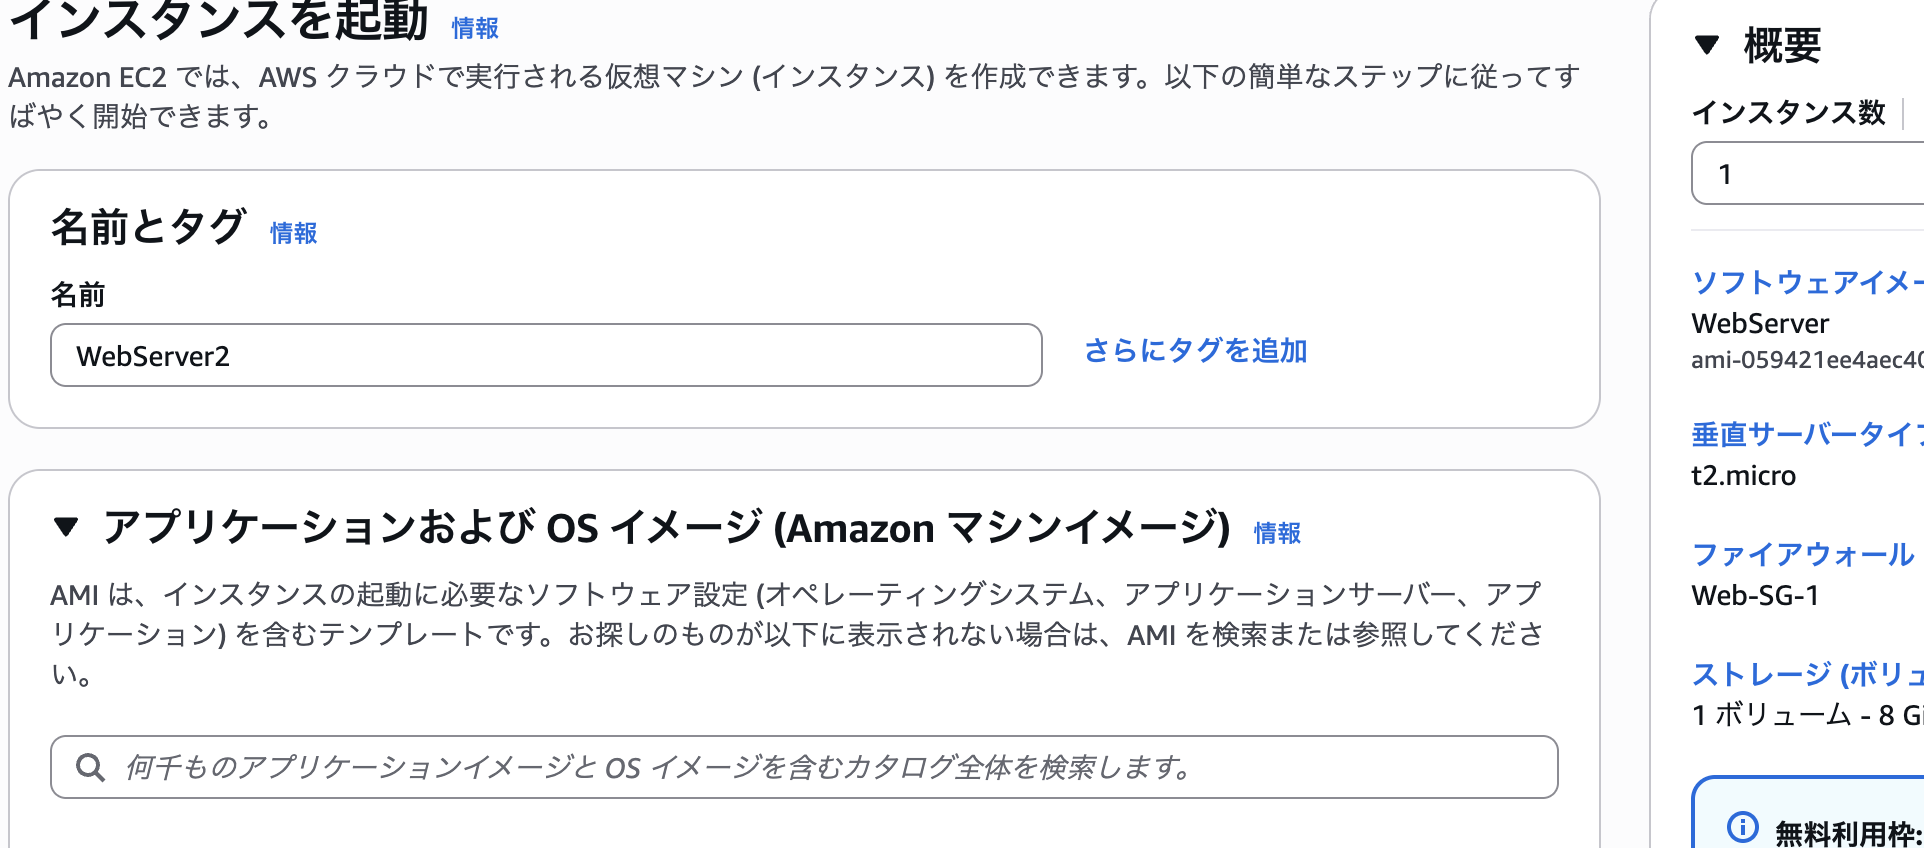 インスタンスを起動 情報
Amazon EC2 では、AWS クラウドで実行される仮想マシン (インスタンス) を作成できます。以下の簡単なステップに従ってす
ばやく開始できます。
名前とタグ 情報
名前
WebServer2
さらにタグを追加
アプリケーションおよび OS イメージ (Amazon マシンイメージ) 情報
AMI は、インスタンスの起動に必要なソフトウェア設定 (オペレーティングシステム、アプリケーションサーバー、アプ
リケーション) を含むテンプレートです。お探しのものが以下に表示されない場合は、AMI を検索または参照してくださ
い。
何千ものアプリケーションイメージと OS イメージを含むカタログ全体を検索します。
概要
インスタンス数
1
ソフトウェアイメー
WebServer
ami-059421ee4aec40
垂直サーバータイプ
t2.micro
ファイアウォール
Web-SG-1
ストレージ (ボリュ
1 ボリューム - 8 Gi
無料利用枠: